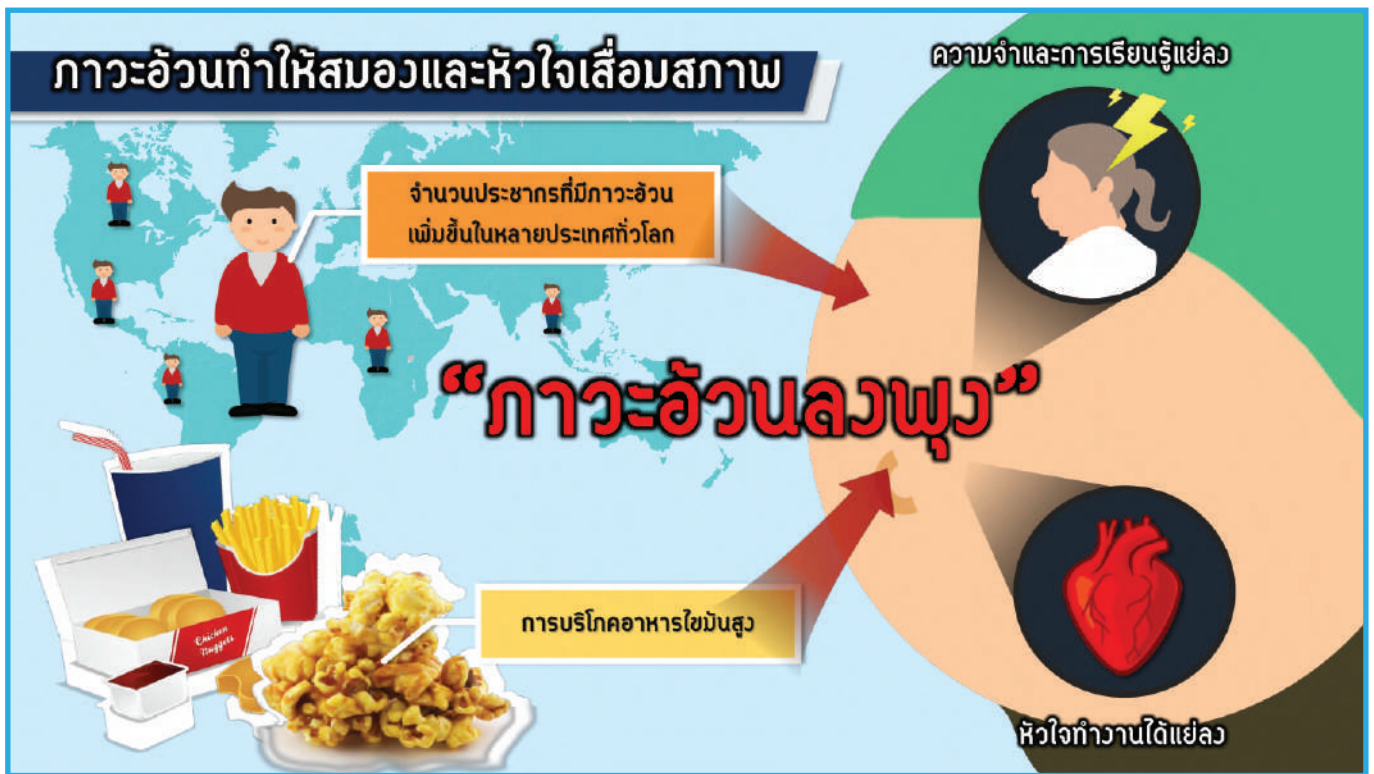 ภาวะอ้วนทำให้สมองและหัวใจเสื่อมสภาพ
ความจำและการเรียนรู้แย่ลง
จำนวนประชากรที่มีภาวะอ้วน
เพิ่มขึ้นในหลายประเทศทั่วโลก
“ภาวะอ้วนลงพุง”
Chicken
Nuggets
การบริโภคอาหารไขมันสูง
หัวใจทำงานได้แย่ลง